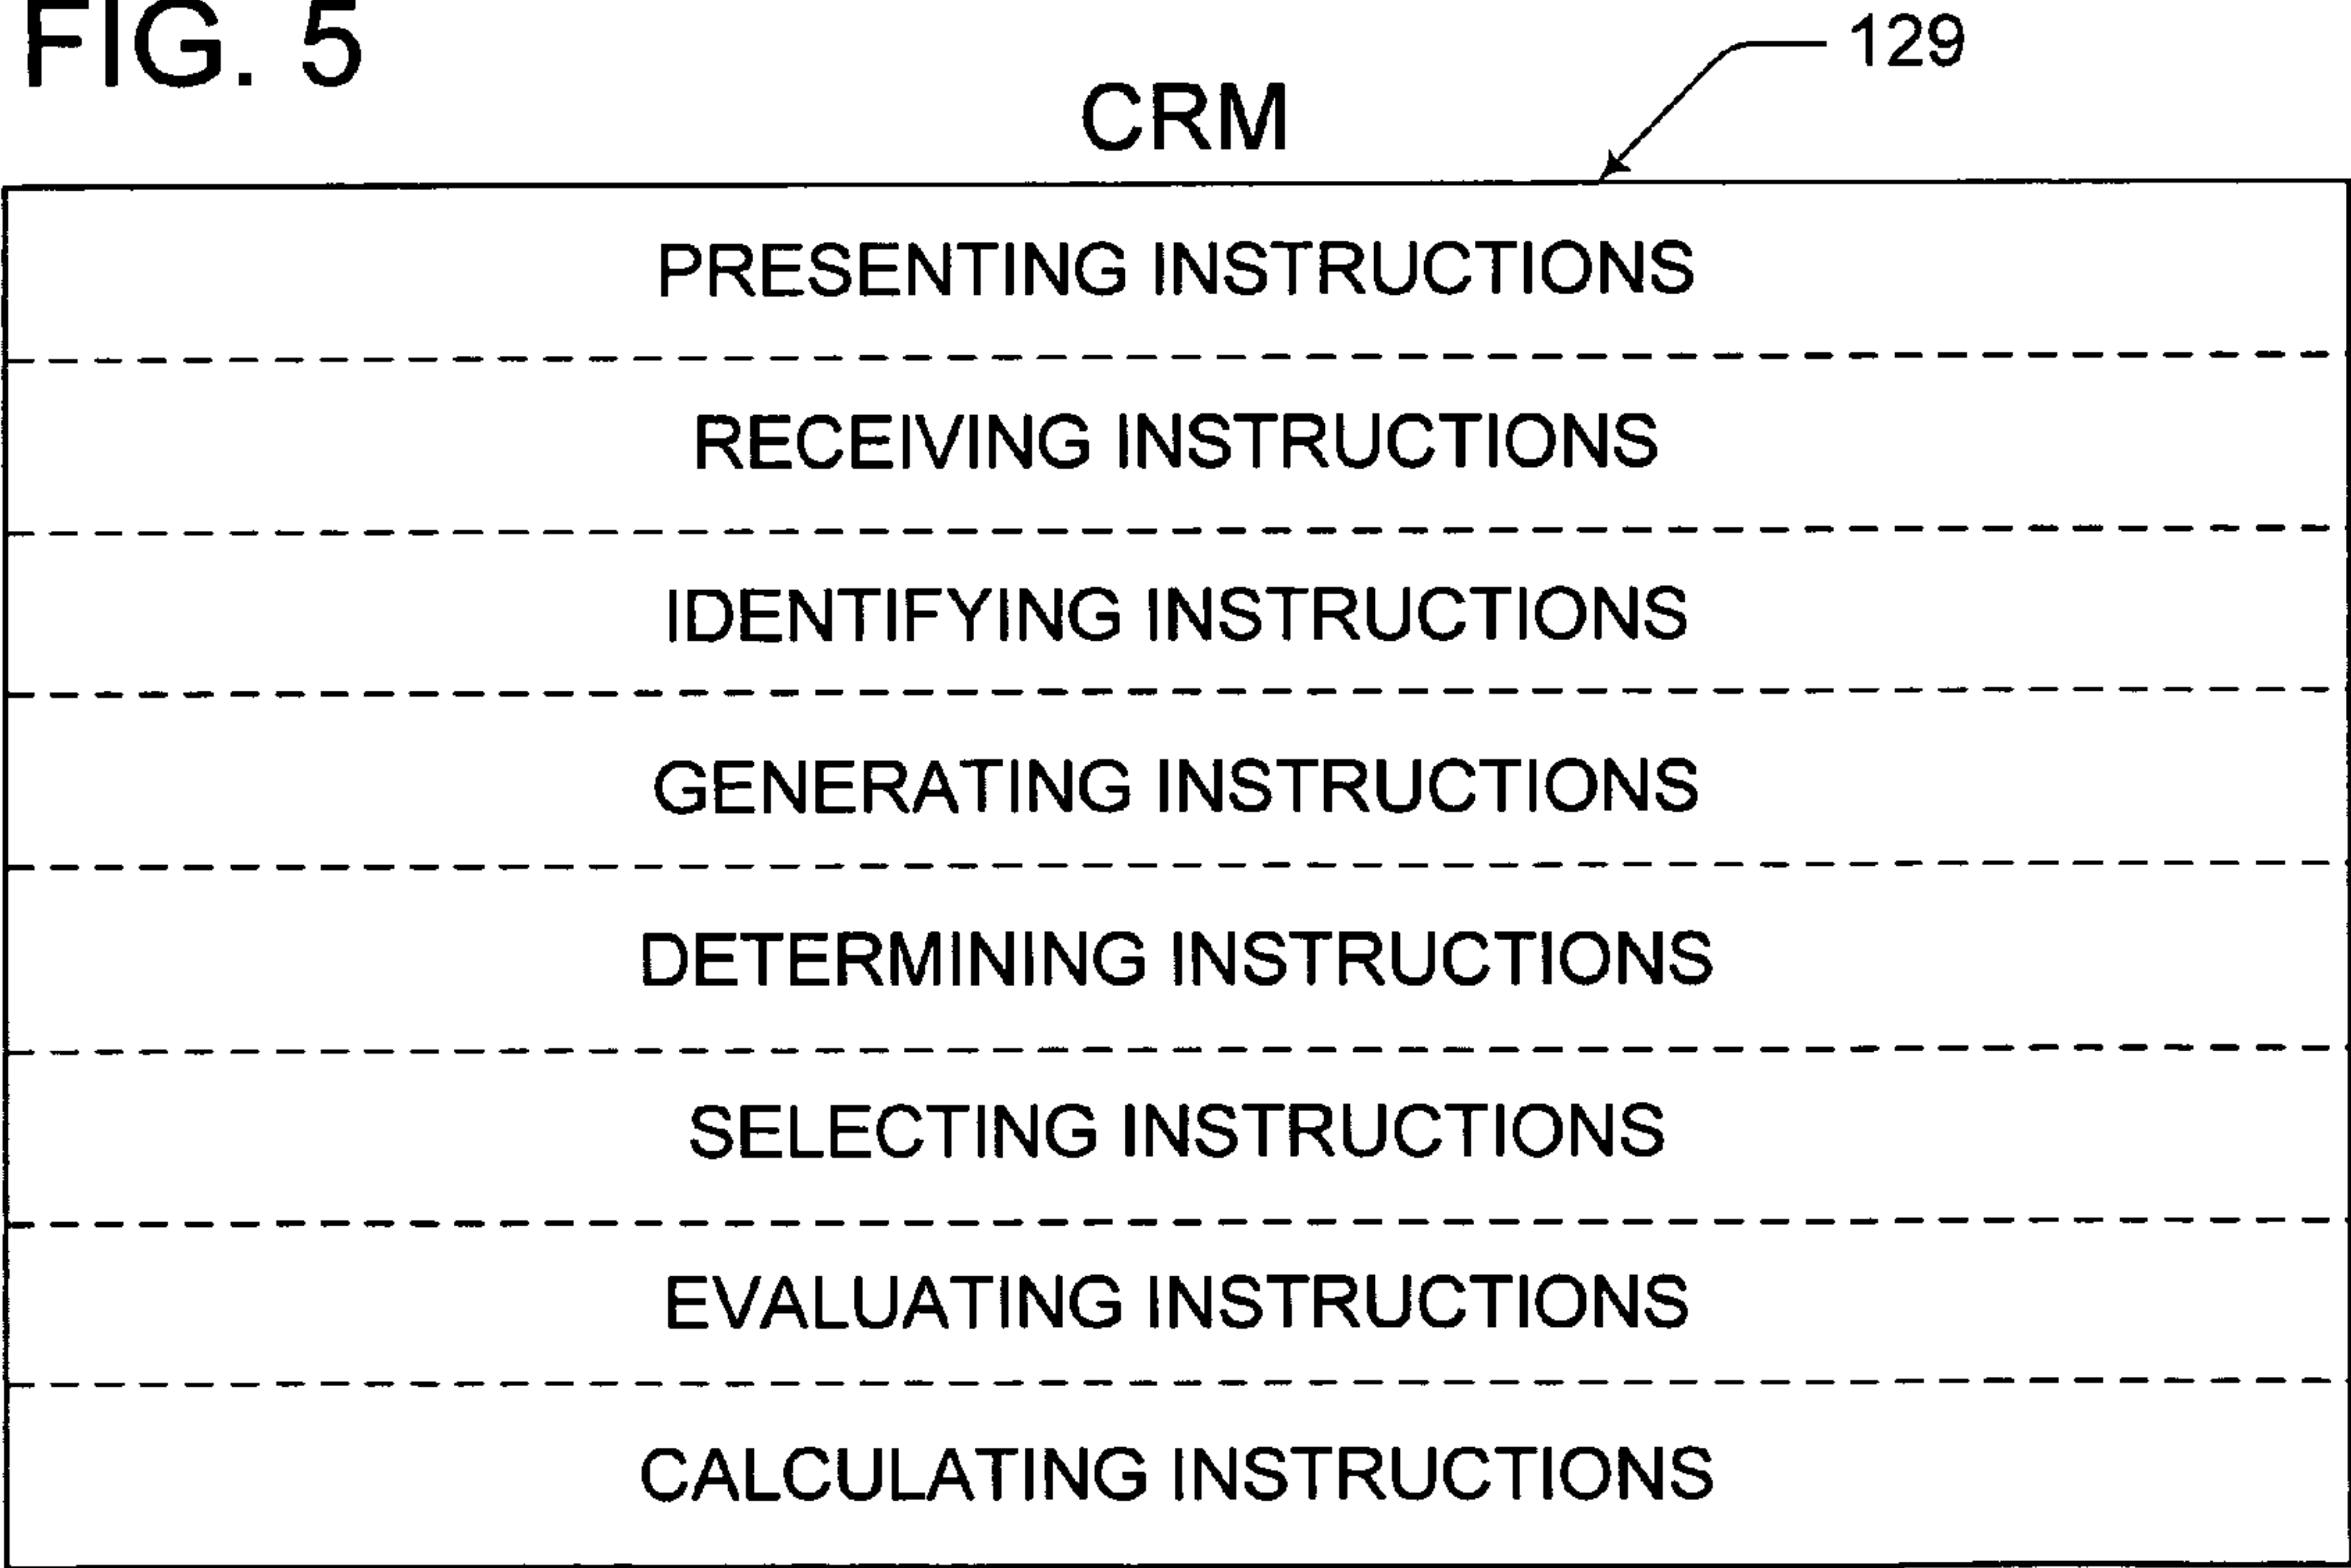 FIG. 5
129
CRM
PRESENTING INSTRUCTIONS
RECEIVING INSTRUCTIONS
IDENTIFYING INSTRUCTIONS
GENERATING INSTRUCTIONS
DETERMINING INSTRUCTIONS
SELECTING INSTRUCTIONS
EVALUATING INSTRUCTIONS
CALCULATING INSTRUCTIONS